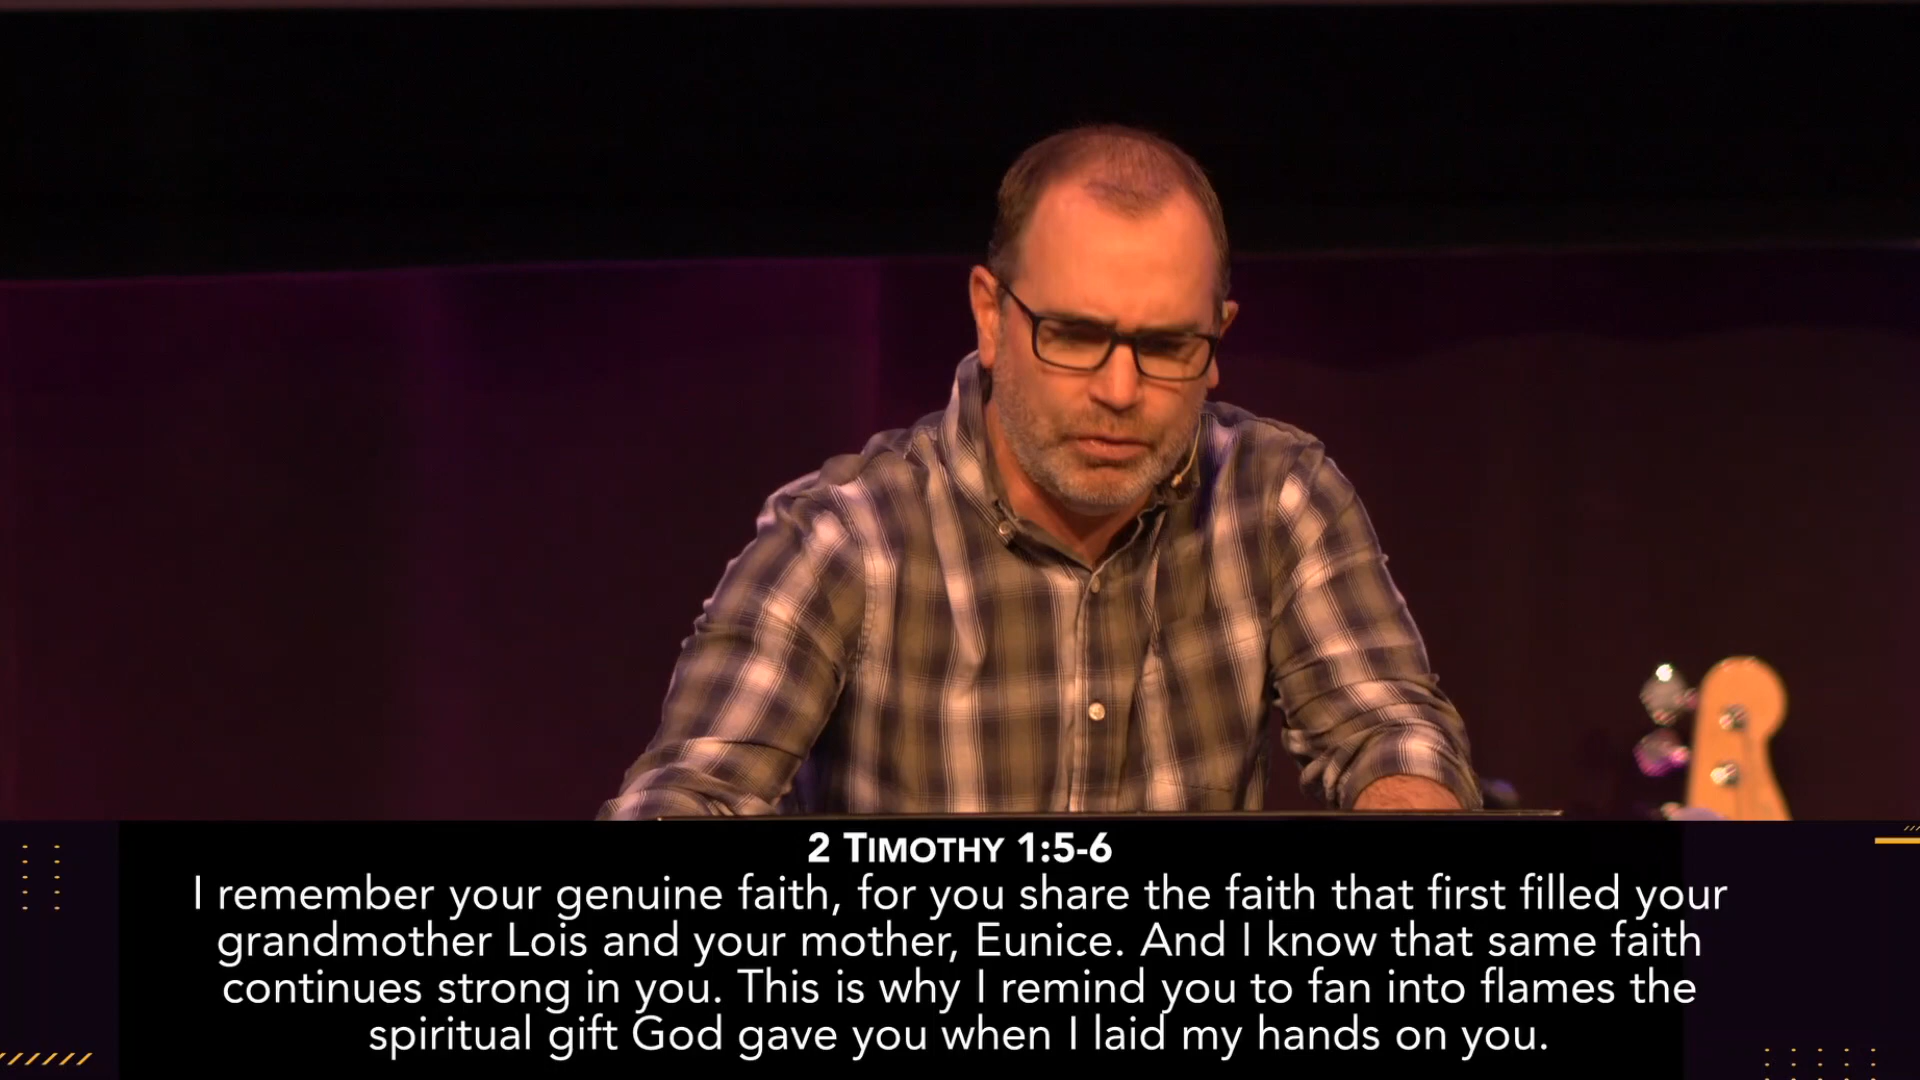 2 Timothy 1:5-6
I remember your genuine faith, for you share the faith that first filled your
grandmother Lois and your mother, Eunice. And I know that same faith
continues strong in you. This is why I remind you to fan into flames the
spiritual gift God gave you when I laid my hands on you.